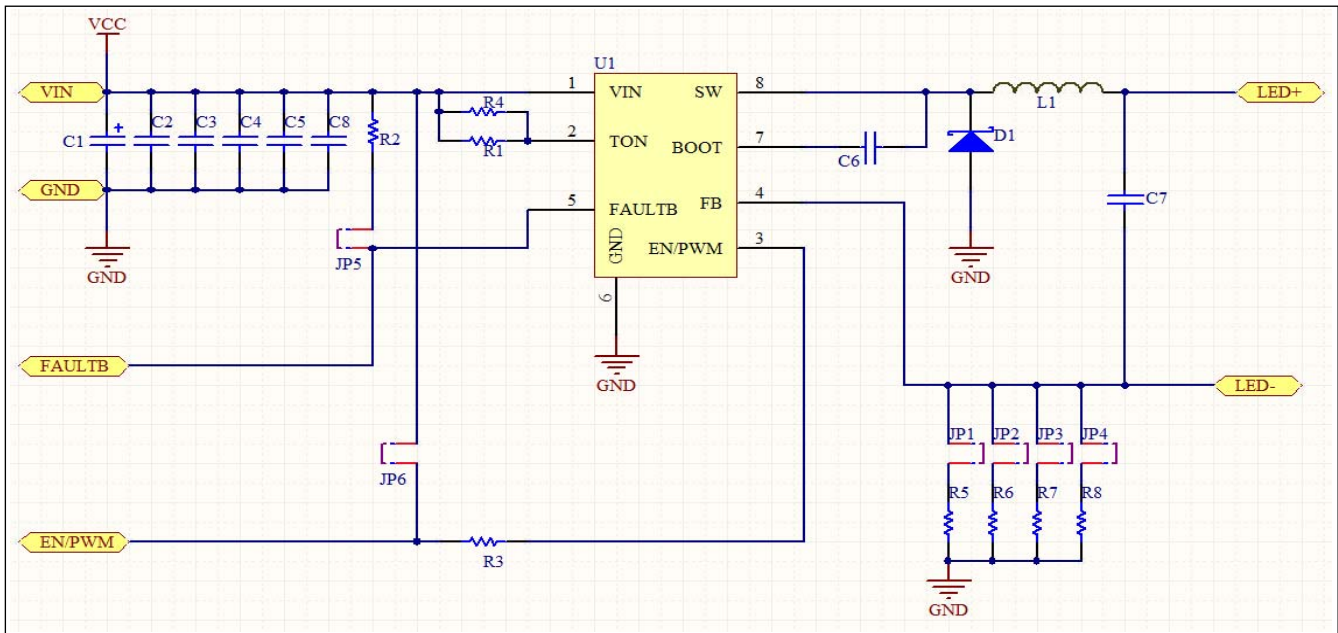 VCC
VIN
C1
+
C2
C3
C4
C5
C8
R2
GND
GND
JP5
FAULTB
JP6
EN/PWM
R3
R4
R1
U1
1
VIN
2
TON
5
FAULTB
GND
6
GND
SW
8
BOOT
7
FB
4
EN/PWM
3
C6
D1
GND
L1
LED+
C7
LED-
JP1
JP2
JP3
JP4
R5
R6
R7
R8
GND